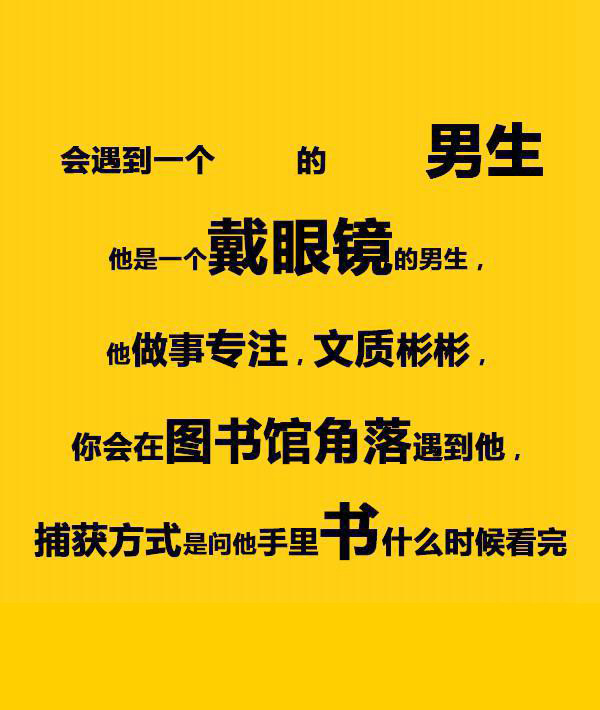 会遇到一个 的 男生
他是一个戴眼镜的男生，
他做事专注，文质彬彬，
你会在图书馆角落遇到他，
捕获方式是问他手里书什么时候看完